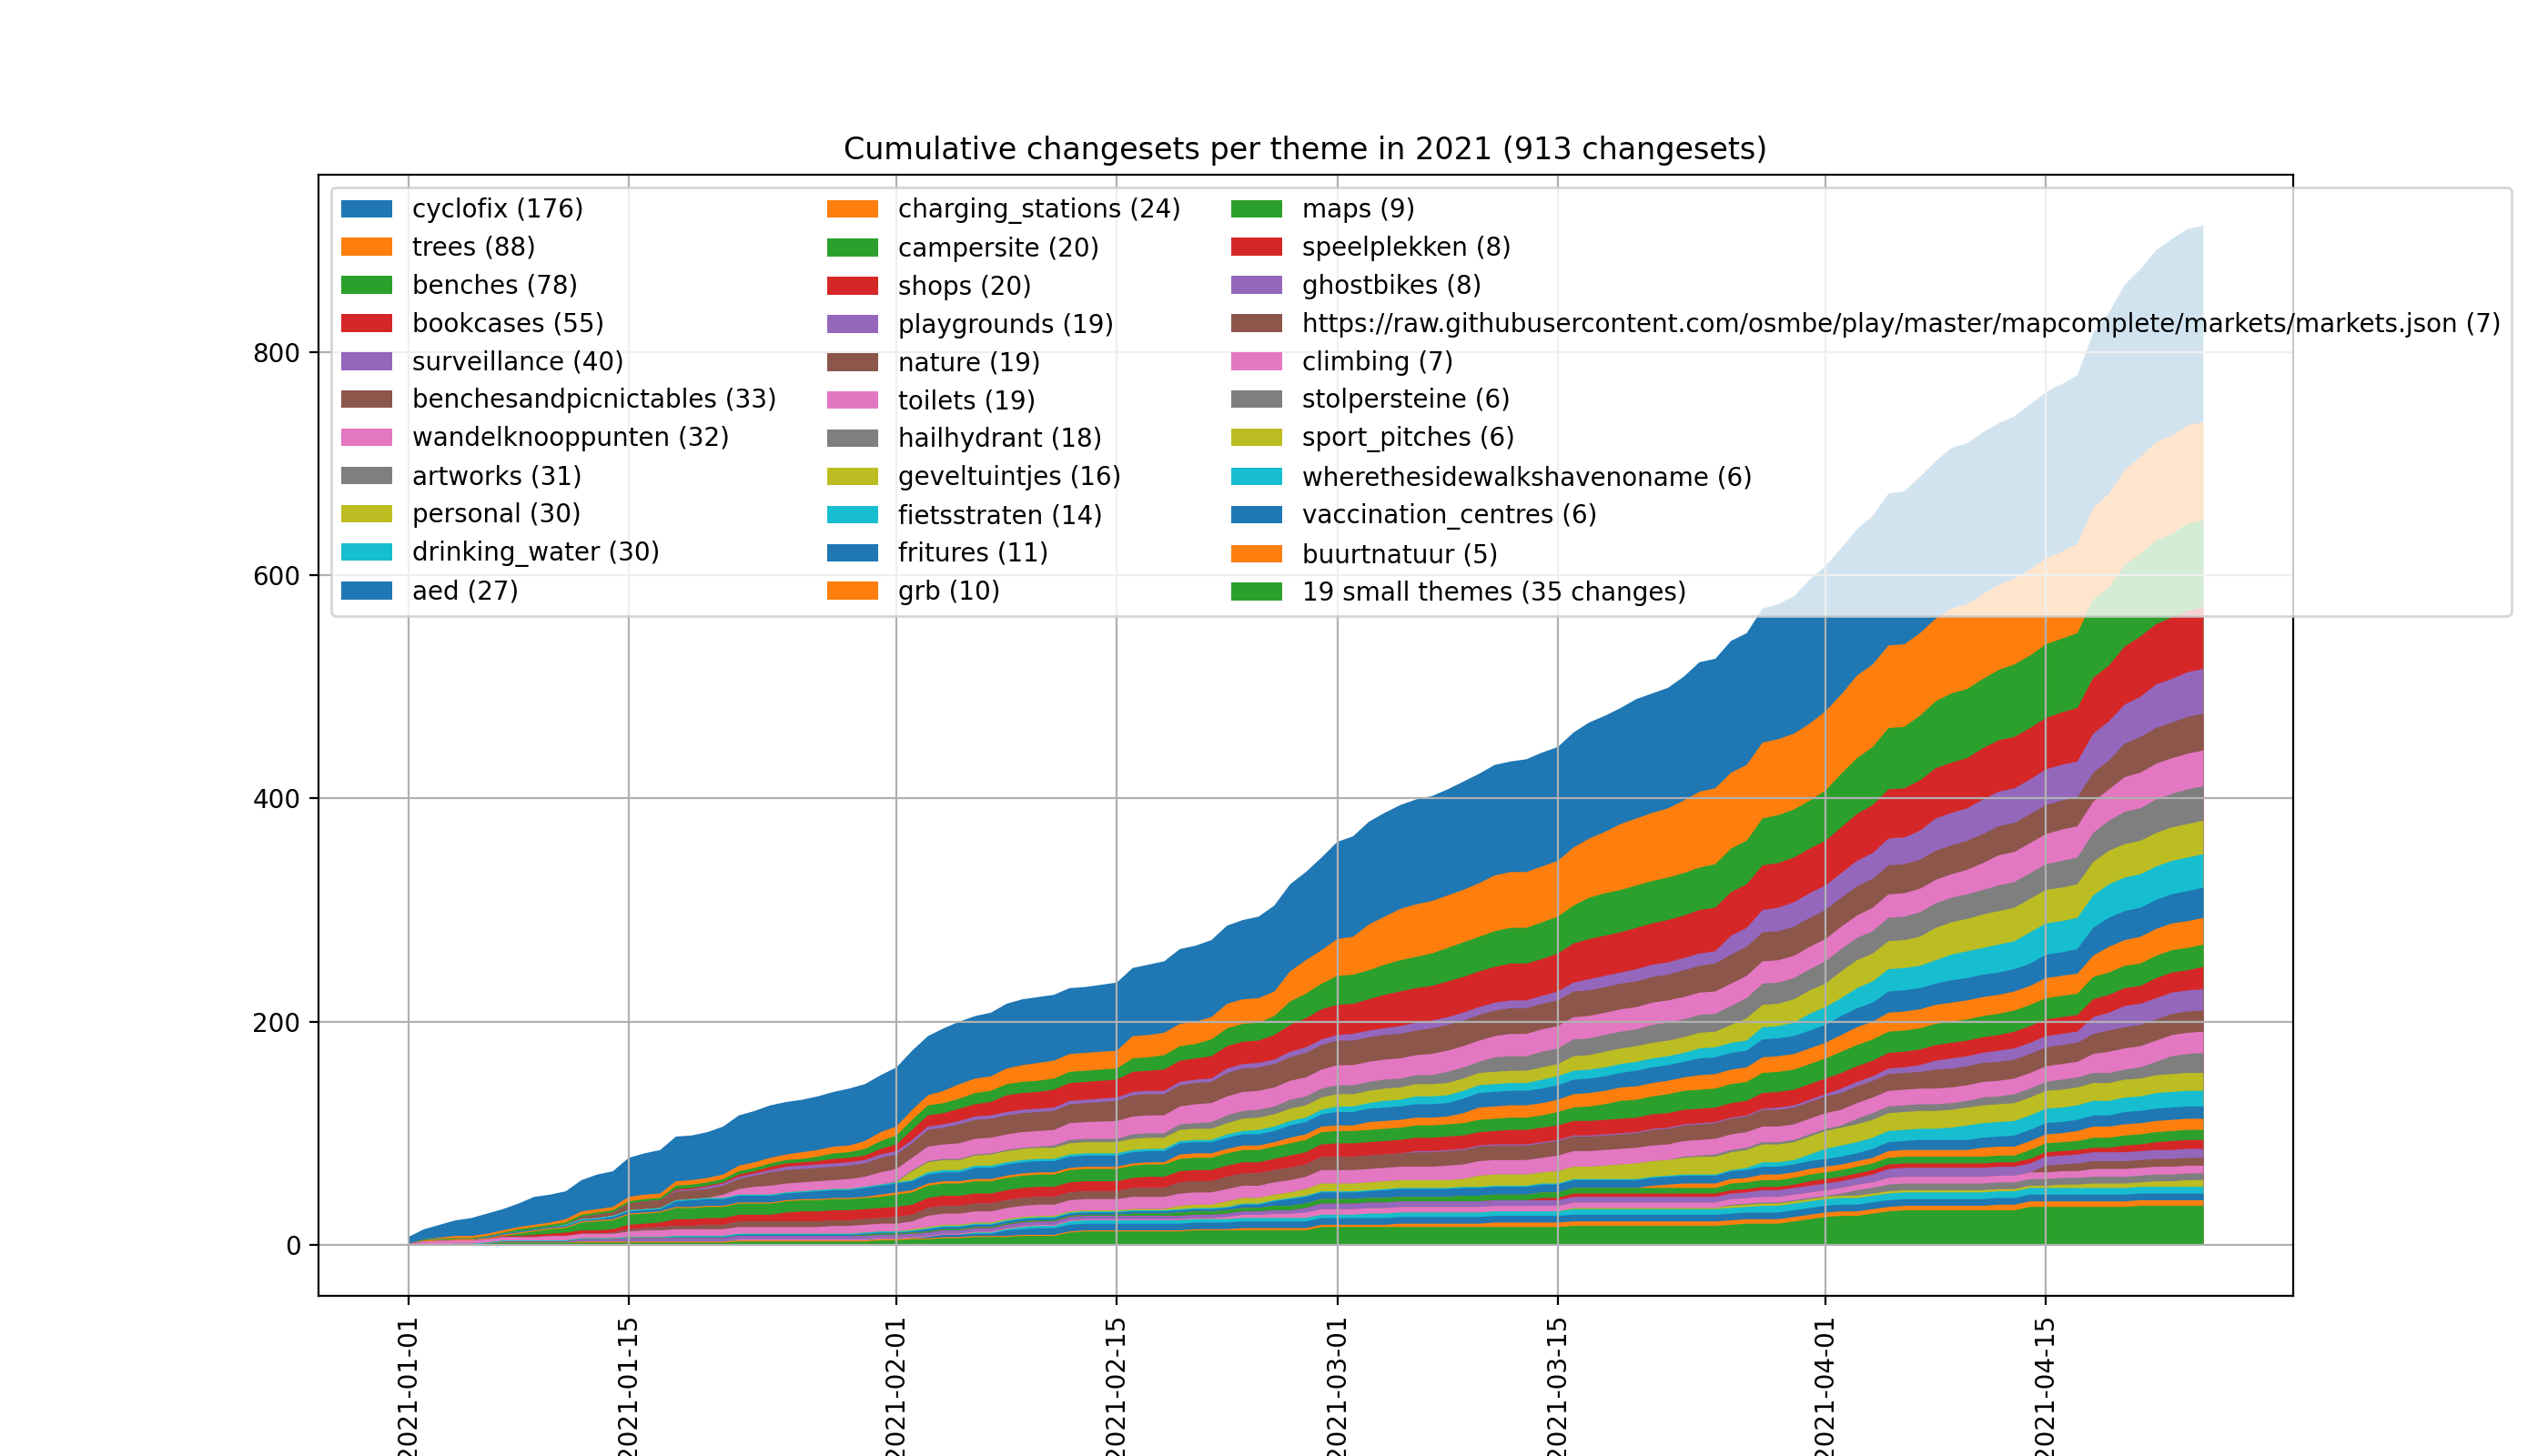 Cumulative changesets per theme in 2021 (913 changesets)
cyclofix (176)
trees (88)
benches (78)
bookcases (55)
surveillance (40)
benchesandpicnictables (33)
wandelknooppunten (32)
artworks (31)
personal (30)
drinking_water (30)
aed (27)
charging_stations (24)
campersite (20)
shops (20)
playgrounds (19)
nature (19)
toilets (19)
hailhydrant (18)
geveltuintjes (16)
fietsstraten (14)
fritures (11)
grb (10)
maps (9)
speelplekken (8)
ghostbikes (8)
https://raw.githubusercontent.com/osmbe/play/master/mapcomplete/markets/markets.json (7)
climbing (7)
stolpersteine (6)
sport_pitches (6)
wherethesidewalkshavenoname (6)
vaccination_centres (6)
buurtnatuur (5)
19 small themes (35 changes)
800
600
400
200
0
2021-01-01
2021-01-15
2021-02-01
2021-02-15
2021-03-01
2021-03-15
2021-04-01
2021-04-15